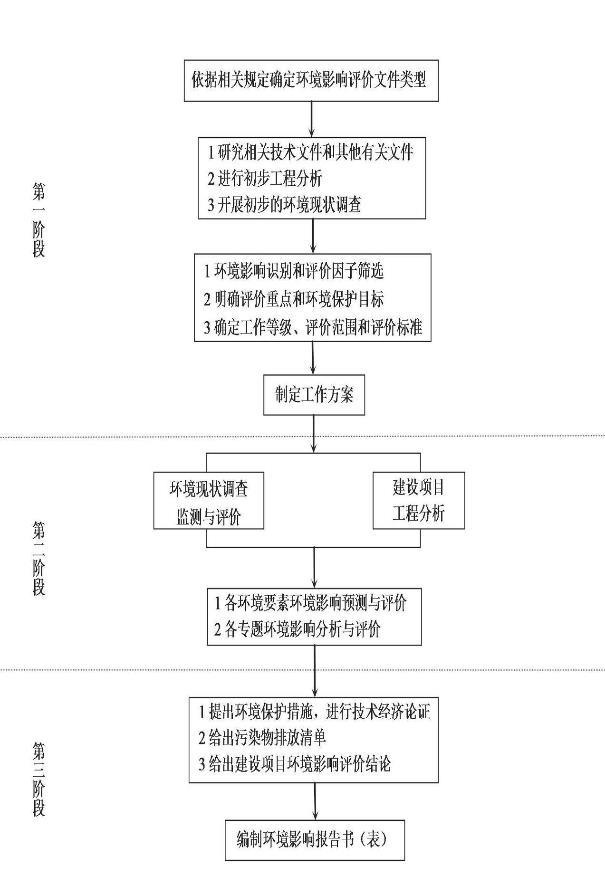 依据相关规定确定环境影响评价文件类型
1 研究相关技术文件和其他有关文件
2 进行初步工程分析
3 开展初步的环境现状调查
第一阶段
1 环境影响识别和评价因子筛选
2 明确评价重点和环境保护目标
3 确定工作等级、评价范围和评价标准
制定工作方案
环境现状调查
监测与评价
建设项目
工程分析
第二阶段
1 各环境要素环境影响预测与评价
2 各专题环境影响分析与评价
1 提出环境保护措施，进行技术经济论证
2 给出污染物排放清单
3 给出建设项目环境影响评价结论
第三阶段
编制环境影响报告书（表）